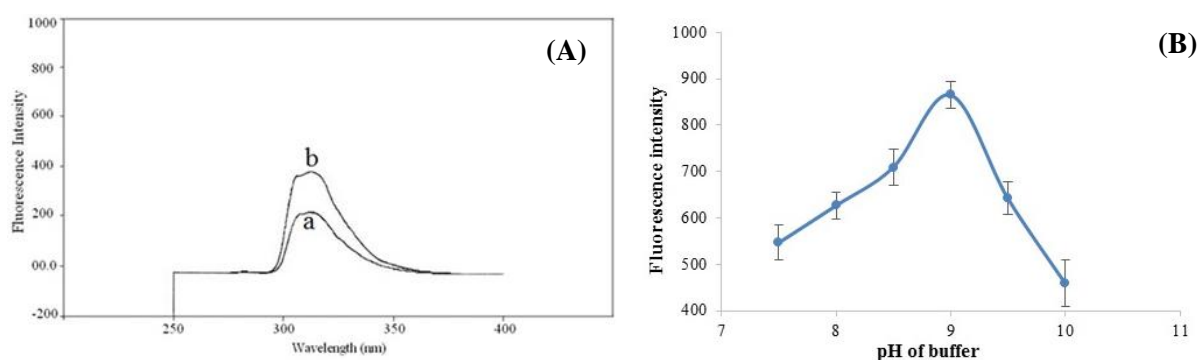 1000
800
600
400
200
00.0
-200
Fluorescence Intensity
250
300
350
400
Wavelength (nm)
b
a
(A)
1000
900
800
700
600
500
400
Fluorescence intensity
7
8
9
10
11
pH of buffer
(B)